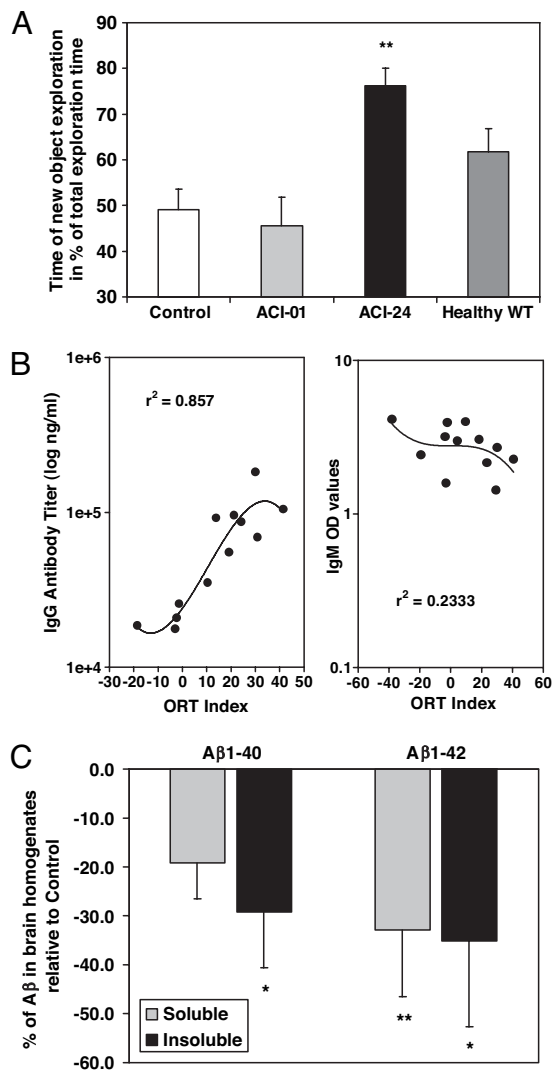 A
Time of new object exploration
in % of total exploration time
90
80
70
60
50
40
30
**
Control ACI-01 ACI-24 Healthy WT
B
IgG Antibody Titer (log ng/ml)
1e+6
1e+5
1e+4
r² = 0.857
-30 -20 -10 0 10 20 30 40 50
ORT Index
IgM OD values
10
1
0.1
r² = 0.2333
-60 -40 -20 0 20 40 60
ORT Index
C
Aβ1-40 Aβ1-42
% of Aβ in brain homogenates
relative to Control
0.0
-10.0
-20.0
-30.0
-40.0
-50.0
-60.0
*
**
*
Soluble
Insoluble